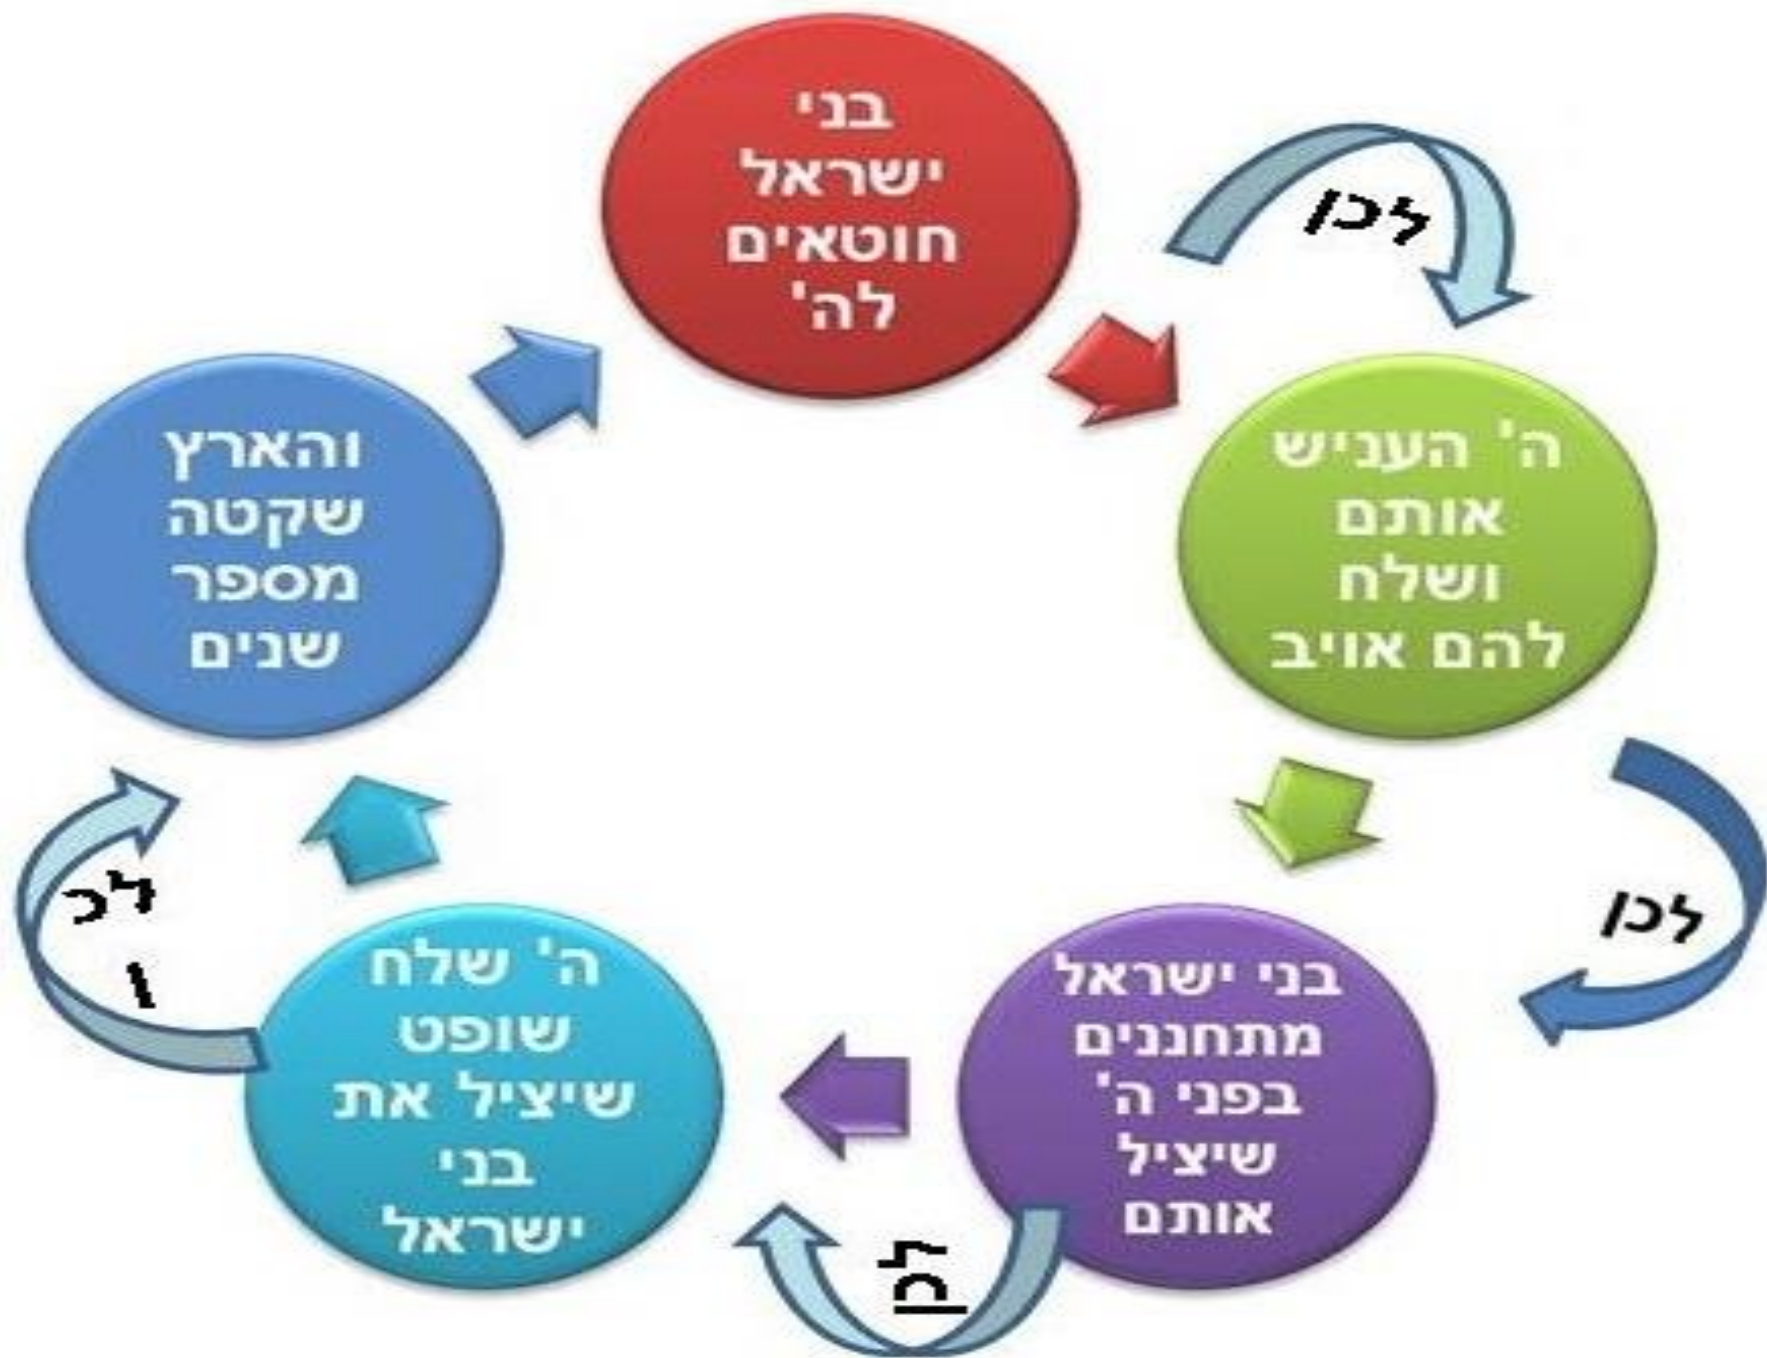 בני
ישראל
חוטאים
לה'
לכן
ה' העניש
אותם
ושלח
להם אויב
לכן
בני ישראל
מתחננים
בפני ה'
שיציל
אותם
לכן
ה' שלח
שופט
שיציל את
בני
ישראל
לכ
ן
והארץ
שקטה
מספר
שנים